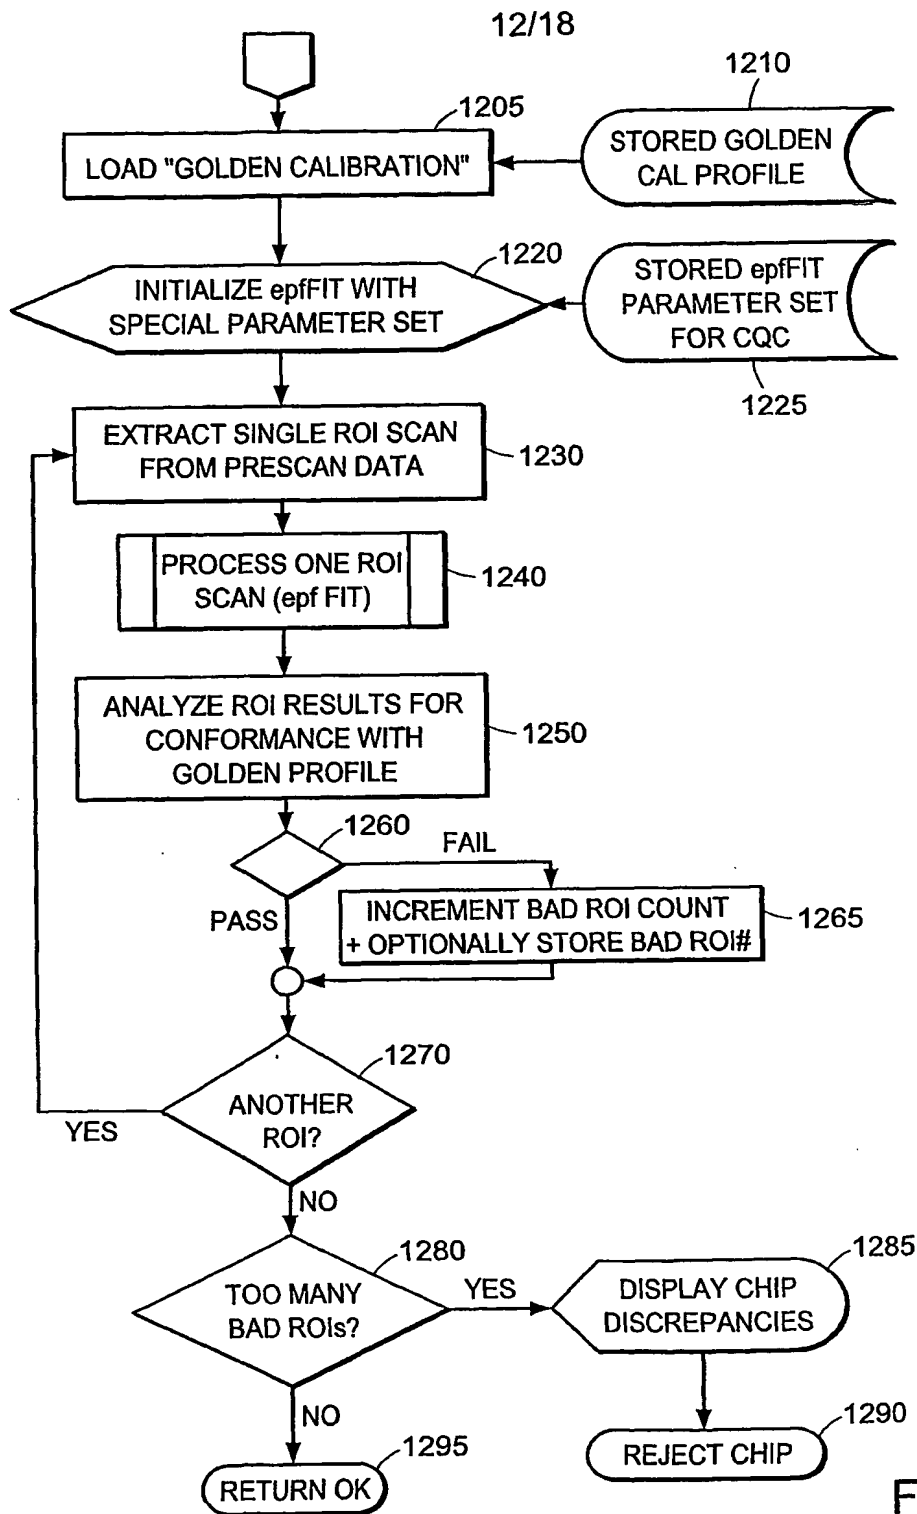 12/18
1205
LOAD "GOLDEN CALIBRATION"
1210
STORED GOLDEN
CAL PROFILE
1220
INITIALIZE epfFIT WITH
SPECIAL PARAMETER SET
STORED epfFIT
PARAMETER SET
FOR CQC
1225
EXTRACT SINGLE ROI SCAN
FROM PRESCAN DATA
1230
PROCESS ONE ROI
SCAN (epf FIT)
1240
ANALYZE ROI RESULTS FOR
CONFORMANCE WITH
GOLDEN PROFILE
1250
1260
FAIL
PASS
INCREMENT BAD ROI COUNT
+ OPTIONALLY STORE BAD ROI#
1265
1270
ANOTHER
ROI?
YES
NO
1280
TOO MANY
BAD ROIs?
YES
1285
DISPLAY CHIP
DISCREPANCIES
NO
1290
REJECT CHIP
1295
RETURN OK
F